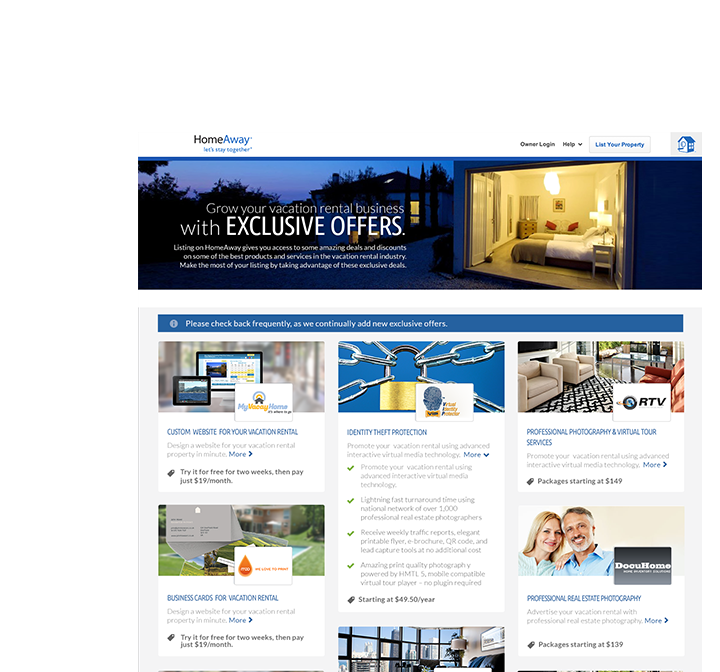 HomeAway
let's stay together
Owner Login
Help
List Your Property
Grow your vacation rental business
with EXCLUSIVE OFFERS.
Listing on HomeAway gives you access to some amazing deals and discounts
on some of the best products and services in the vacation rental industry.
Make the most of your listing by taking advantage of these exclusive deals.
Please check back frequently, as we continually add new exclusive offers.
MyVacayHome
CUSTOM WEBSITE FOR YOUR VACATION RENTAL
Design a website for your vacation rental
property in minute. More
Try it for free for two weeks, then pay
just $19/month.
WE LOVE TO PRINT
BUSINESS CARDS FOR VACATION RENTAL
Design a website for your vacation rental
property in minute. More
Try it for free for two weeks, then pay
just $19/month.
Virtual
Identity
Protector
IDENTITY THEFT PROTECTION
Promote your vacation rental using advanced
interactive virtual media technology. More
Promote your vacation rental using
advanced interactive virtual media
technology.
Lightning fast turnaround time using
national network of over 1,000
professional real estate photographers
Receive weekly traffic reports, elegant
printable flyer, e-brochure, QR code, and
lead capture tools at no additional cost
Amazing print quality photograph y
powered by HMTL 5, mobile compatible
virtual tour player – no plugin required
Starting at $49.50/year
RTV
PROFESSIONAL PHOTOGRAPHY & VIRTUAL TOUR
SERVICES
Promote your vacation rental using advanced
interactive virtual media technology. More
Packages starting at $149
DocuHome
HOME INVENTORY SOLUTIONS
PROFESSIONAL REAL ESTATE PHOTOGRAPHY
Advertise your vacation rental with
professional real estate photography. More
Packages starting at $139